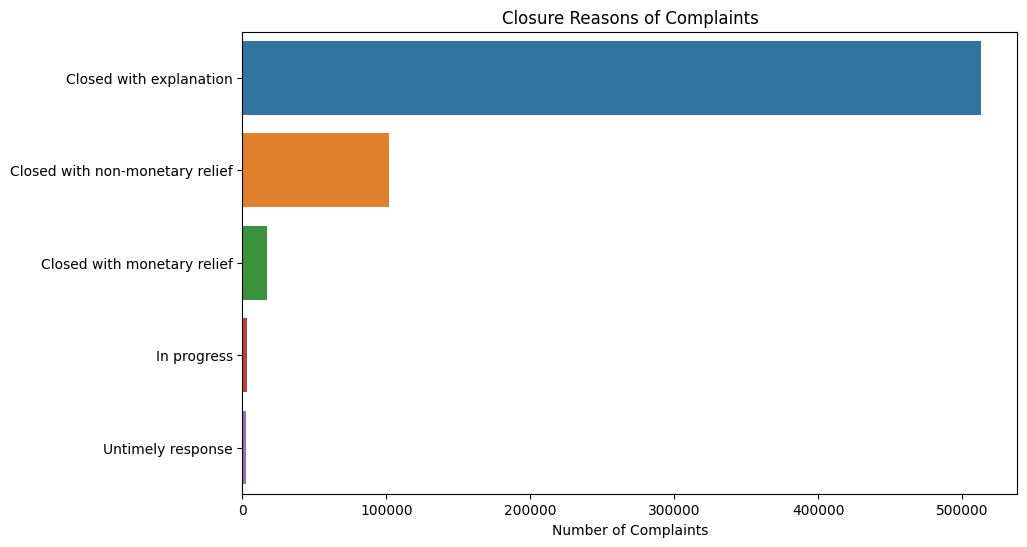 Closure Reasons of Complaints
Closed with explanation
Closed with non-monetary relief
Closed with monetary relief
In progress
Untimely response
0 100000 200000 300000 400000 500000
Number of Complaints